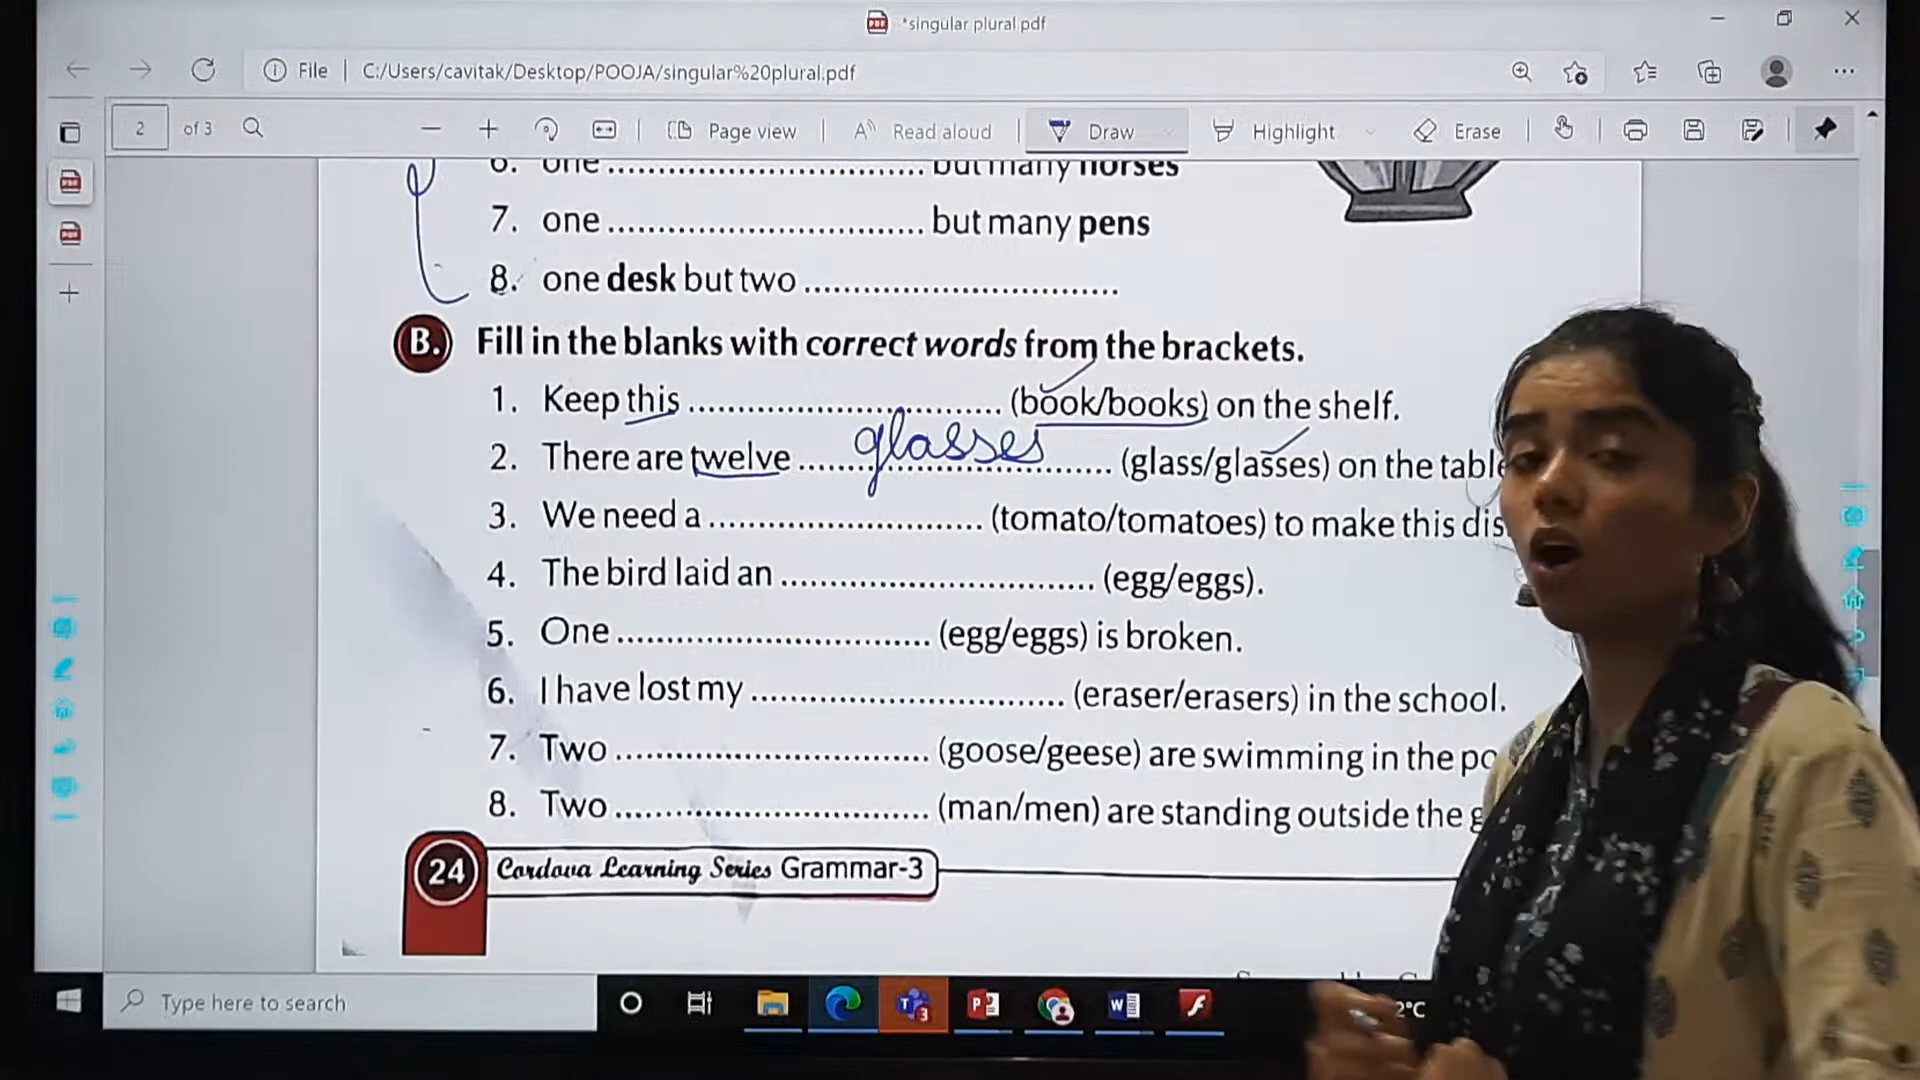 *singular plural.pdf
File | C:/Users/cavitak/Desktop/POOJA/singular%20plural.pdf
2 of 3 Page view Read aloud Draw Highlight Erase
6. one .............................. but many horses
7. one .............................. but many pens
8. one desk but two ..............................
B. Fill in the blanks with correct words from the brackets.
1. Keep this .............................. (book/books) on the shelf.
2. There are twelve .......glasses....... (glass/glasses) on the table
3. We need a .............................. (tomato/tomatoes) to make this dis
4. The bird laid an .............................. (egg/eggs).
5. One .............................. (egg/eggs) is broken.
6. I have lost my .............................. (eraser/erasers) in the school.
7. Two .............................. (goose/geese) are swimming in the po
8. Two .............................. (man/men) are standing outside the g
24 Cordova Learning Series Grammar-3
Type here to search
2°C